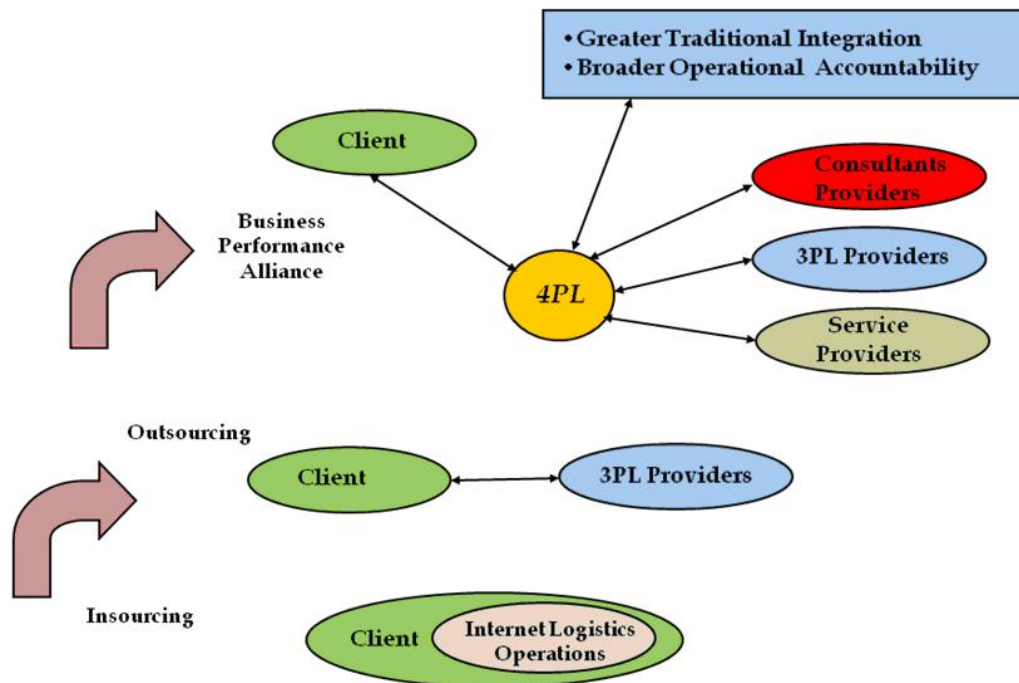 • Greater Traditional Integration
• Broader Operational Accountability
Client
Consultants
Providers
Business
Performance
Alliance
3PL Providers
4PL
Service
Providers
Outsourcing
Client
3PL Providers
Insourcing
Client
Internet Logistics
Operations